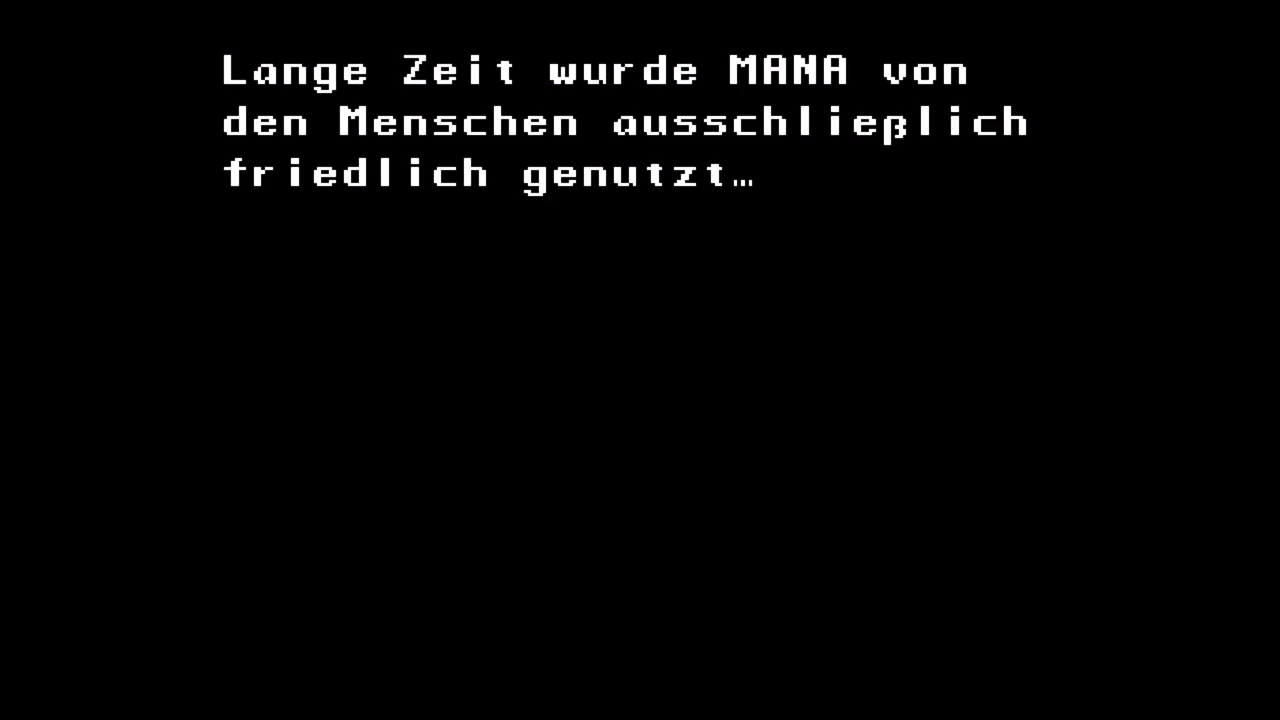 Lange Zeit wurde MANA von
den Menschen ausschließlich
friedlich genutzt…